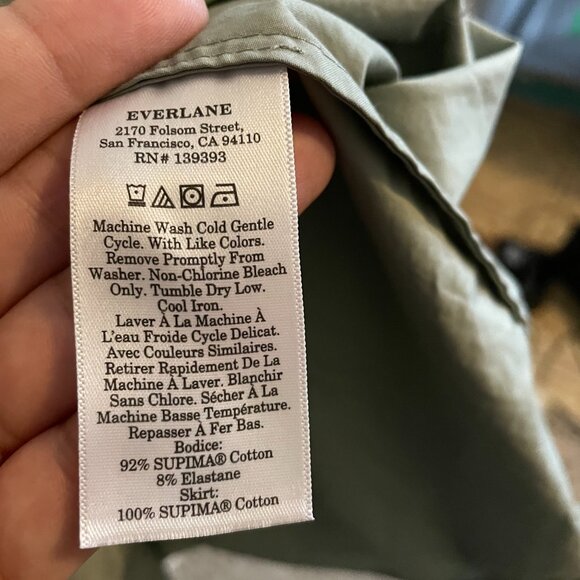 EVERLANE
2170 Folsom Street,
San Francisco, CA 94110
RN# 139393
Machine Wash Cold Gentle
Cycle. With Like Colors.
Remove Promptly From
Washer. Non-Chlorine Bleach
Only. Tumble Dry Low.
Cool Iron.
Laver À La Machine À
L'eau Froide Cycle Delicat.
Avec Couleurs Similaires.
Retirer Rapidement De La
Machine À Laver. Blanchir
Sans Chlore. Sécher À La
Machine Basse Température.
Repasser À Fer Bas.
Bodice:
92% SUPIMA® Cotton
8% Elastane
Skirt:
100% SUPIMA® Cotton